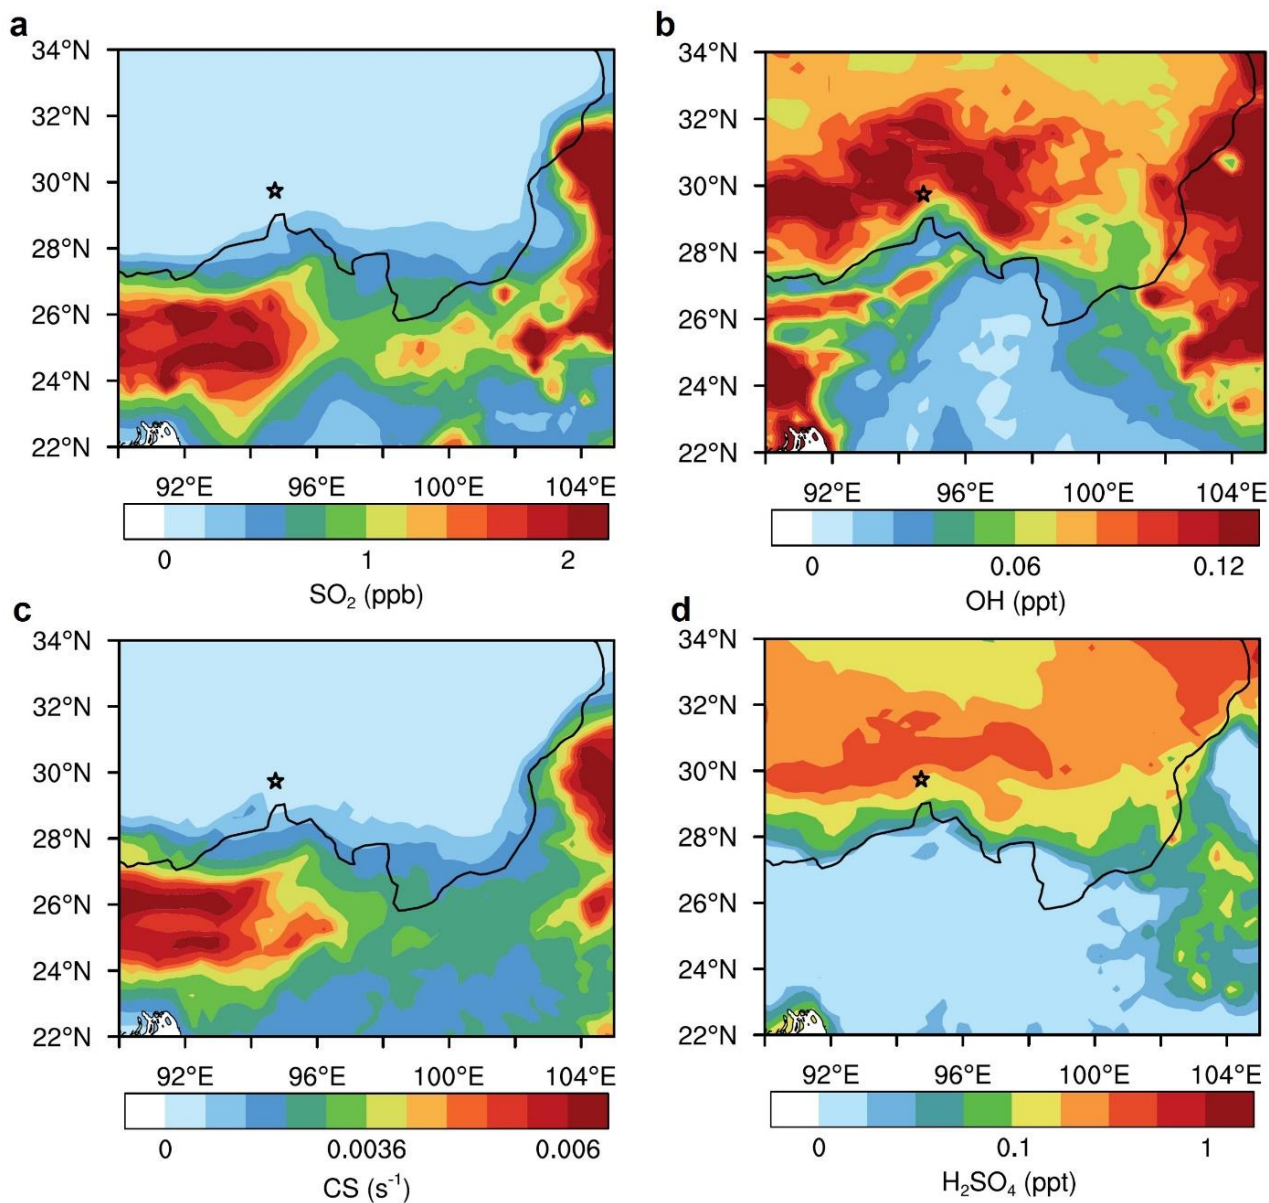 a
34°N
32°N
30°N
28°N
26°N
24°N
22°N
92°E 96°E 100°E 104°E
0 1 2
SO₂ (ppb)
b
34°N
32°N
30°N
28°N
26°N
24°N
22°N
92°E 96°E 100°E 104°E
0 0.06 0.12
OH (ppt)
c
34°N
32°N
30°N
28°N
26°N
24°N
22°N
92°E 96°E 100°E 104°E
0 0.0036 0.006
CS (s⁻¹)
d
34°N
32°N
30°N
28°N
26°N
24°N
22°N
92°E 96°E 100°E 104°E
0 0.1 1
H₂SO₄ (ppt)